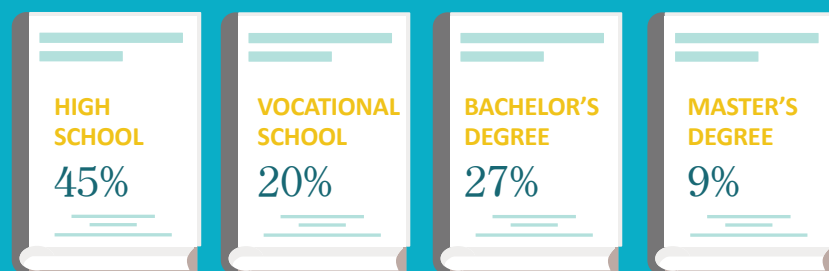 HIGH
SCHOOL
45%
VOCATIONAL
SCHOOL
20%
BACHELOR’S
DEGREE
27%
MASTER’S
DEGREE
9%